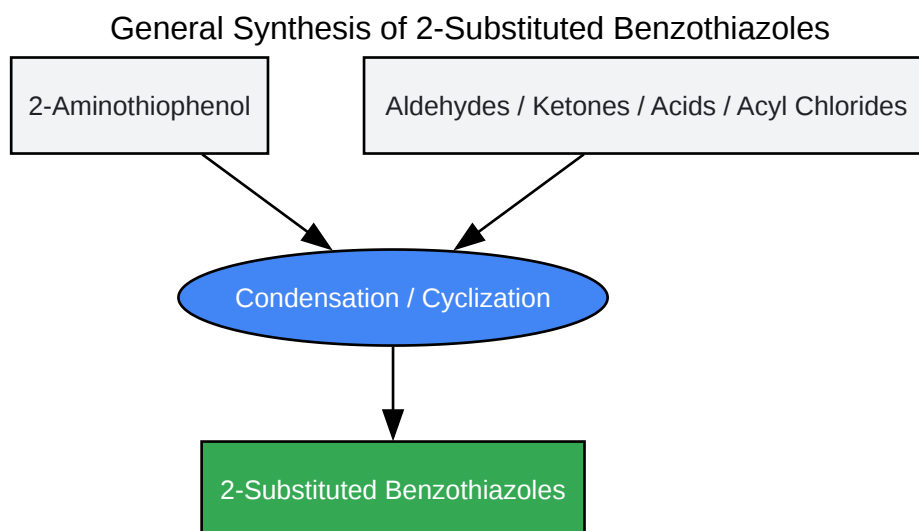 General Synthesis of 2-Substituted Benzothiazoles
2-Aminothiophenol
Aldehydes / Ketones / Acids / Acyl Chlorides
Condensation / Cyclization
2-Substituted Benzothiazoles